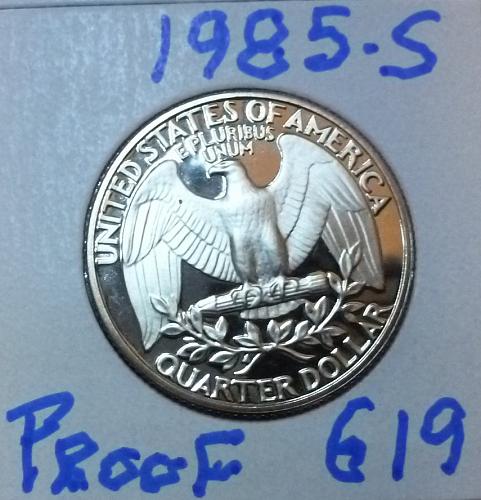 1985-S
UNITED STATES OF AMERICA
E PLURIBUS
UNUM
QUARTER DOLLAR
PROOF 619